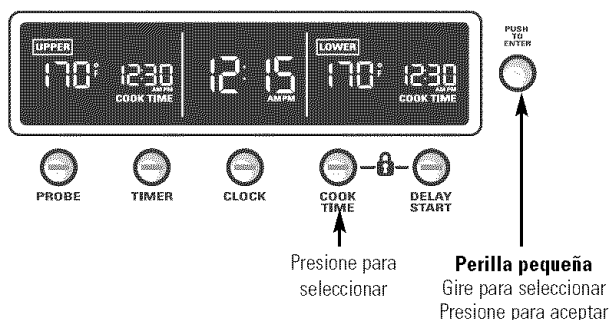 PUSH
TO
ENTER
UPPER
LOWER
170°F
12:30
AM PM
COOK TIME
12:15
AM PM
170°F
12:30
AM PM
COOK TIME
PROBE
TIMER
CLOCK
COOK
TIME
DELAY
START
Presione para
seleccionar
Perilla pequeña
Gire para seleccionar
Presione para aceptar